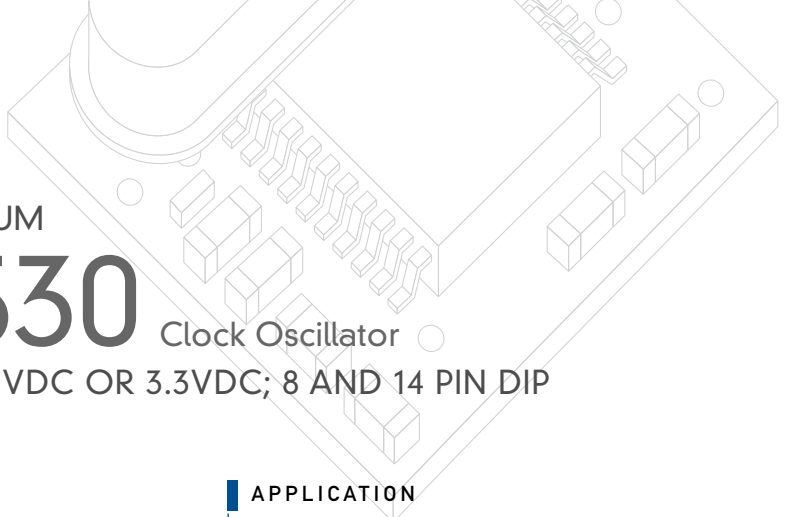 UM
530 Clock Oscillator
VDC OR 3.3VDC; 8 AND 14 PIN DIP
APPLICATION